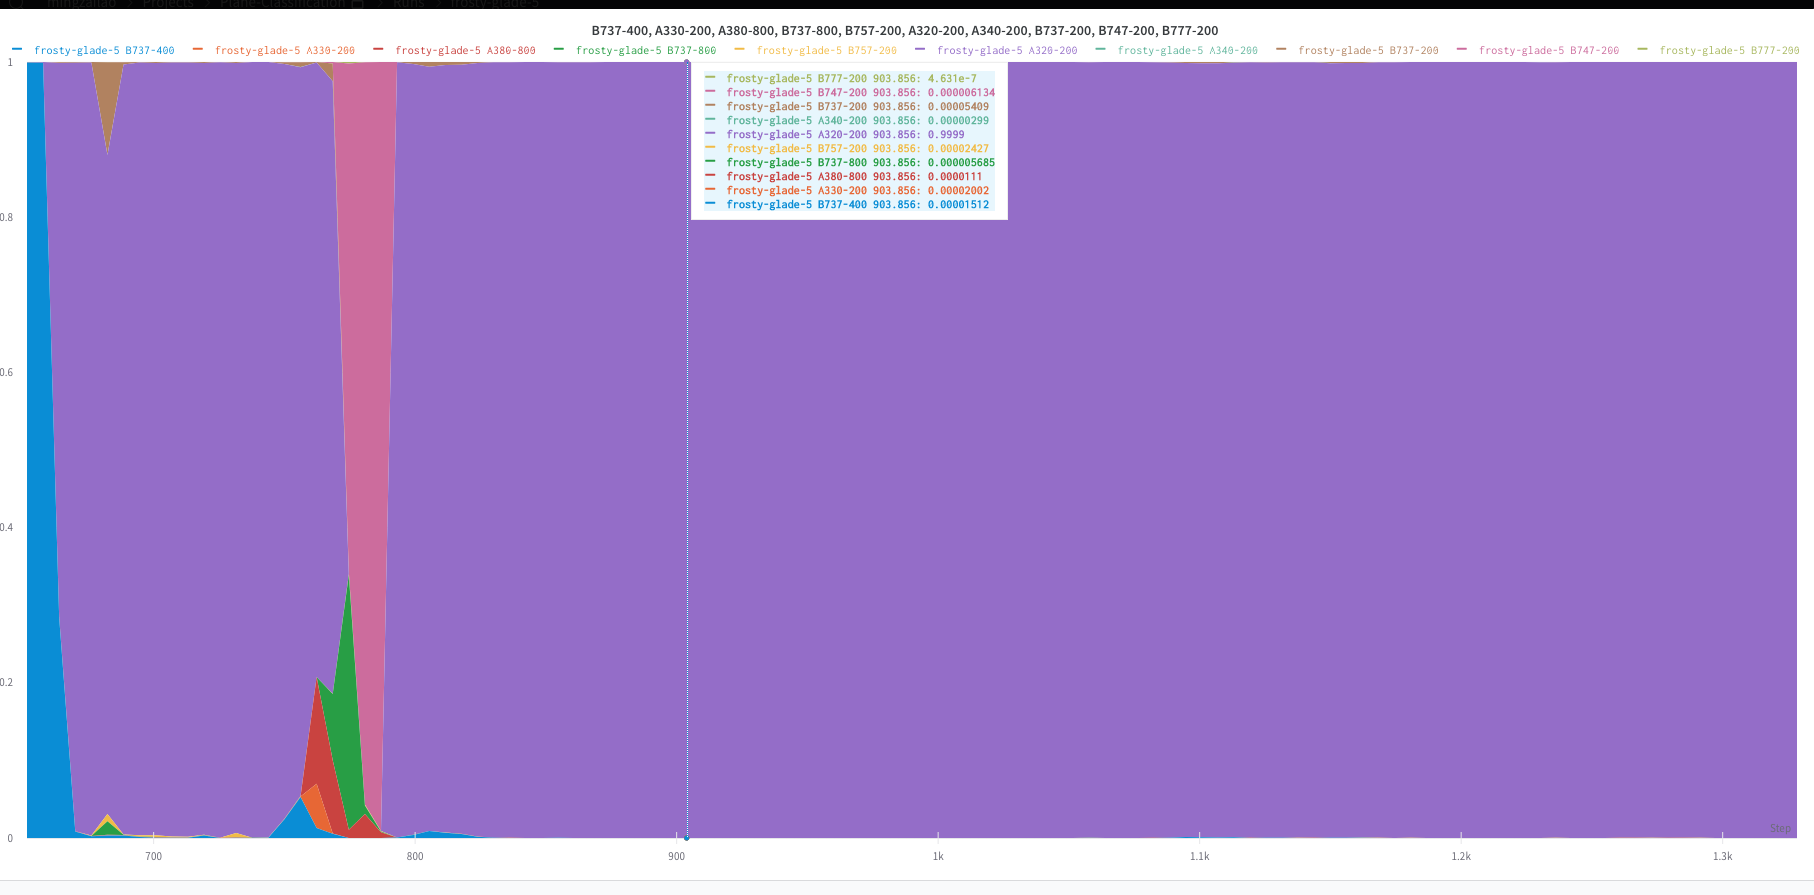 mingzailao > Projects > Plane-Classification > Runs > frosty-glade-5
B737-400, A330-200, A380-800, B737-800, B757-200, A320-200, A340-200, B737-200, B747-200, B777-200
frosty-glade-5 B737-400 frosty-glade-5 A330-200 frosty-glade-5 A380-800 frosty-glade-5 B737-800 frosty-glade-5 B757-200 frosty-glade-5 A320-200 frosty-glade-5 A340-200 frosty-glade-5 B737-200 frosty-glade-5 B747-200 frosty-glade-5 B777-200
1
frosty-glade-5 B777-200 903.856: 4.631e-7
frosty-glade-5 B747-200 903.856: 0.000006134
frosty-glade-5 B737-200 903.856: 0.00005409
frosty-glade-5 A340-200 903.856: 0.00000299
frosty-glade-5 A320-200 903.856: 0.9999
frosty-glade-5 B757-200 903.856: 0.00002427
frosty-glade-5 B737-800 903.856: 0.000005685
frosty-glade-5 A380-800 903.856: 0.0000111
frosty-glade-5 A330-200 903.856: 0.00002002
frosty-glade-5 B737-400 903.856: 0.00001512
0.8
0.6
0.4
0.2
0
Step
700 800 900 1k 1.1k 1.2k 1.3k